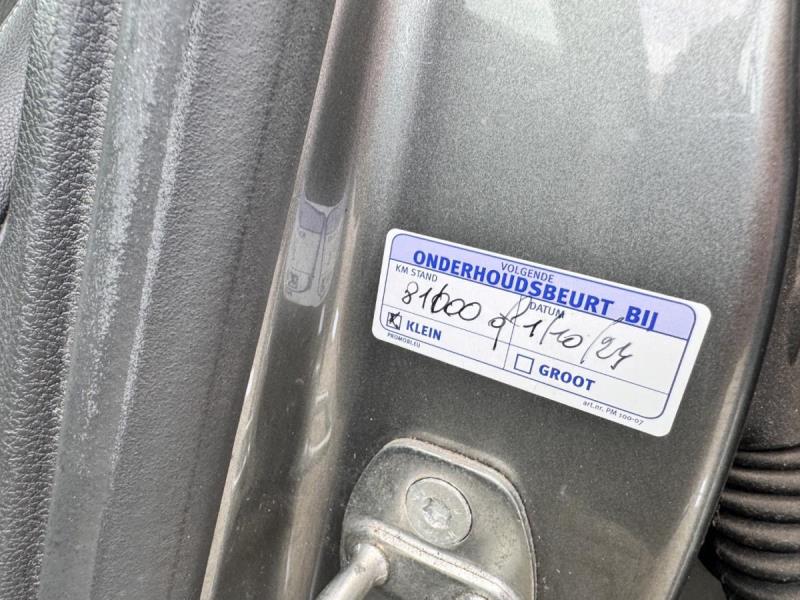 VOLGENDE
ONDERHOUDSBEURT BIJ
KM STAND
DATUM
81000 of 1/10/24
KLEIN
GROOT
PROMOBI.EU
art.nr. PM 100-07